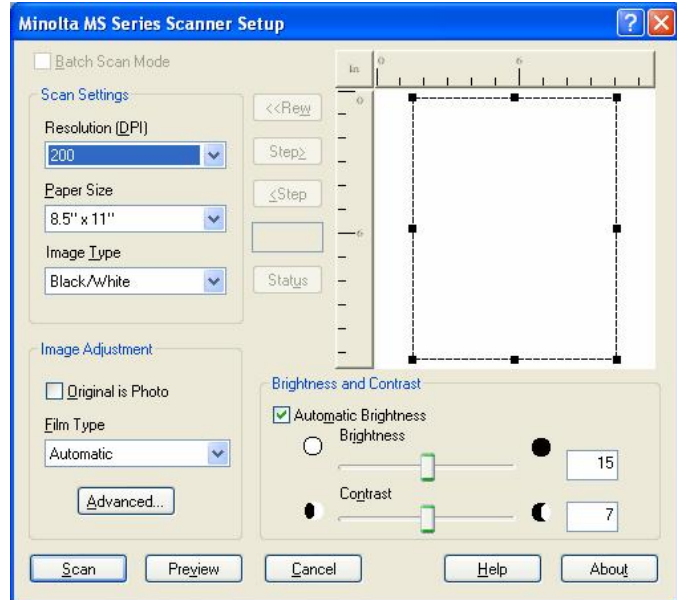 Minolta MS Series Scanner Setup
Batch Scan Mode
Scan Settings
Resolution (DPI)
200
Paper Size
8.5" x 11"
Image Type
Black/White
<<Rew
Step>
<Step
Status
In
0
6
0
6
Image Adjustment
Original is Photo
Film Type
Automatic
Advanced...
Brightness and Contrast
Automatic Brightness
Brightness
15
Contrast
7
Scan
Preview
Cancel
Help
About